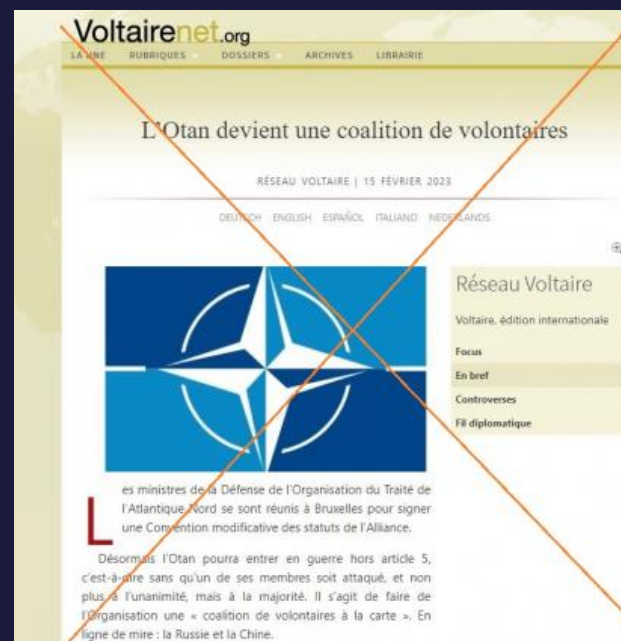 Voltairenet.org
LA UNE RUBRIQUES DOSSIERS ARCHIVES LIBRAIRIE
L'Otan devient une coalition de volontaires
RÉSEAU VOLTAIRE | 15 FÉVRIER 2023
DEUTSCH ENGLISH ESPAÑOL ITALIANO NEDERLANDS
Réseau Voltaire
Voltaire, édition internationale
Focus
En bref
Controverses
Fil diplomatique
Les ministres de la Défense de l'Organisation du Traité de
l'Atlantique Nord se sont réunis à Bruxelles pour signer
une Convention modificative des statuts de l'Alliance.
Désormais l'Otan pourra entrer en guerre hors article 5,
c'est-à-dire sans qu'un de ses membres soit attaqué, et non
plus à l'unanimité, mais à la majorité. Il s'agit de faire de
l'Organisation une « coalition de volontaires à la carte ». En
ligne de mire : la Russie et la Chine.